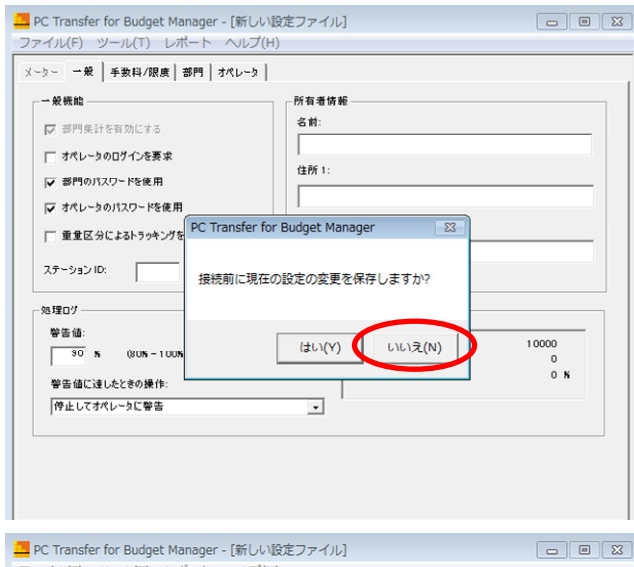 PC Transfer for Budget Manager - [新しい設定ファイル]
ファイル(F) ツール(T) レポート ヘルプ(H)
メーター 一般 手数料/限度 部門 オペレータ
一般機能
部門集計を有効にする
オペレータのログインを要求
部門のパスワードを使用
オペレータのパスワードを使用
重量区分によるトラッキングを
ステーション ID:
所有者情報
名前:
住所 1:
PC Transfer for Budget Manager
接続前に現在の設定の変更を保存しますか?
はい(Y) いいえ(N)
処理ログ
警告値:
90 % (80% - 100%
警告値に達したときの操作:
停止してオペレータに警告
10000
0
0 %
PC Transfer for Budget Manager - [新しい設定ファイル]